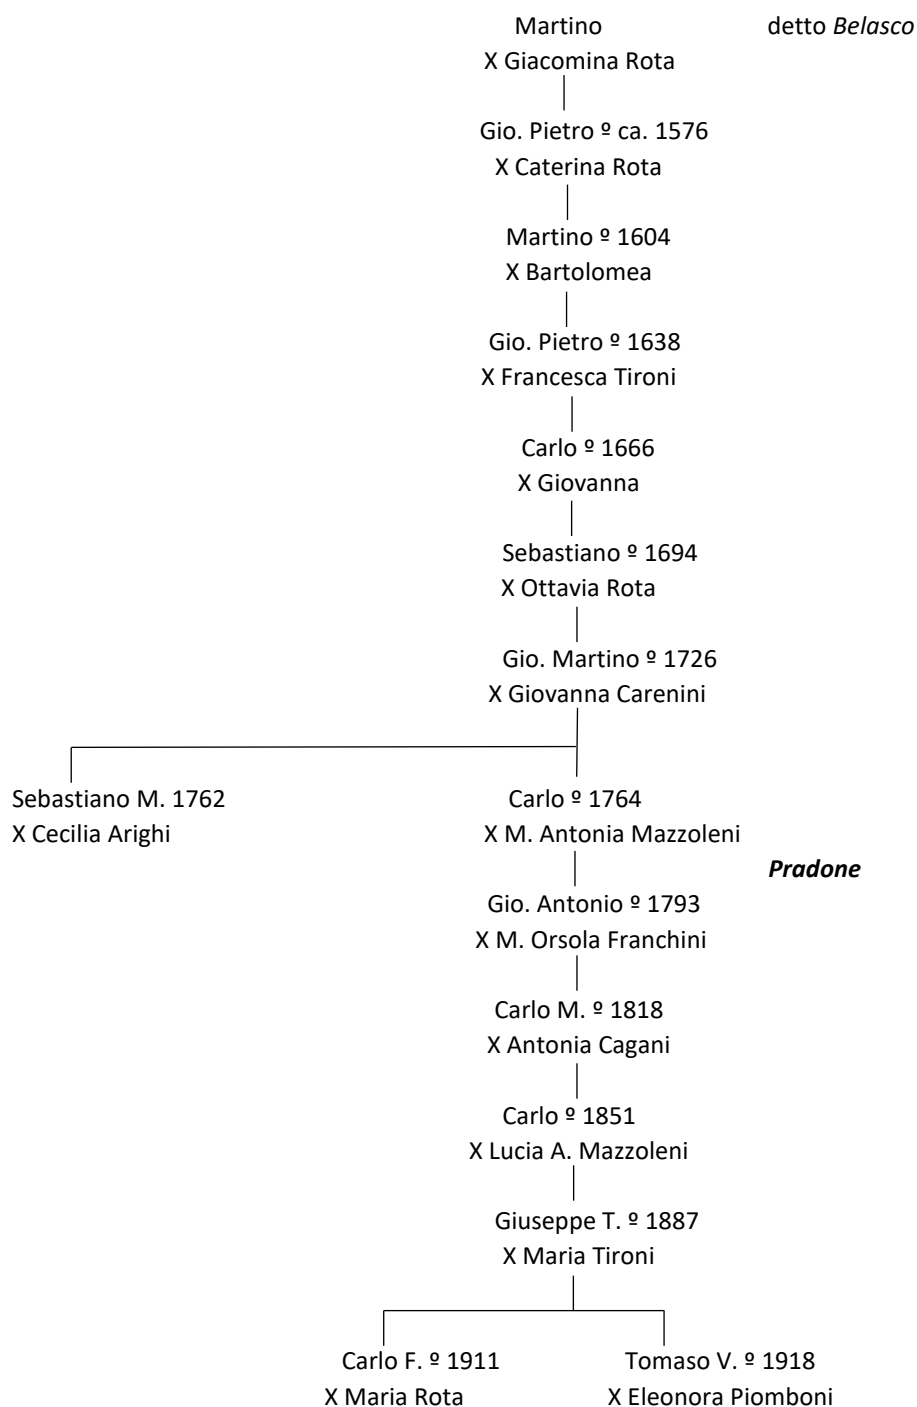 Martino detto Belasco
X Giacomina Rota
Gio. Pietro º ca. 1576
X Caterina Rota
Martino º 1604
X Bartolomea
Gio. Pietro º 1638
X Francesca Tironi
Carlo º 1666
X Giovanna
Sebastiano º 1694
X Ottavia Rota
Gio. Martino º 1726
X Giovanna Carenini
Sebastiano M. 1762 Carlo º 1764
X Cecilia Arighi X M. Antonia Mazzoleni
Pradone
Gio. Antonio º 1793
X M. Orsola Franchini
Carlo M. º 1818
X Antonia Cagani
Carlo º 1851
X Lucia A. Mazzoleni
Giuseppe T. º 1887
X Maria Tironi
Carlo F. º 1911 Tomaso V. º 1918
X Maria Rota X Eleonora Piomboni